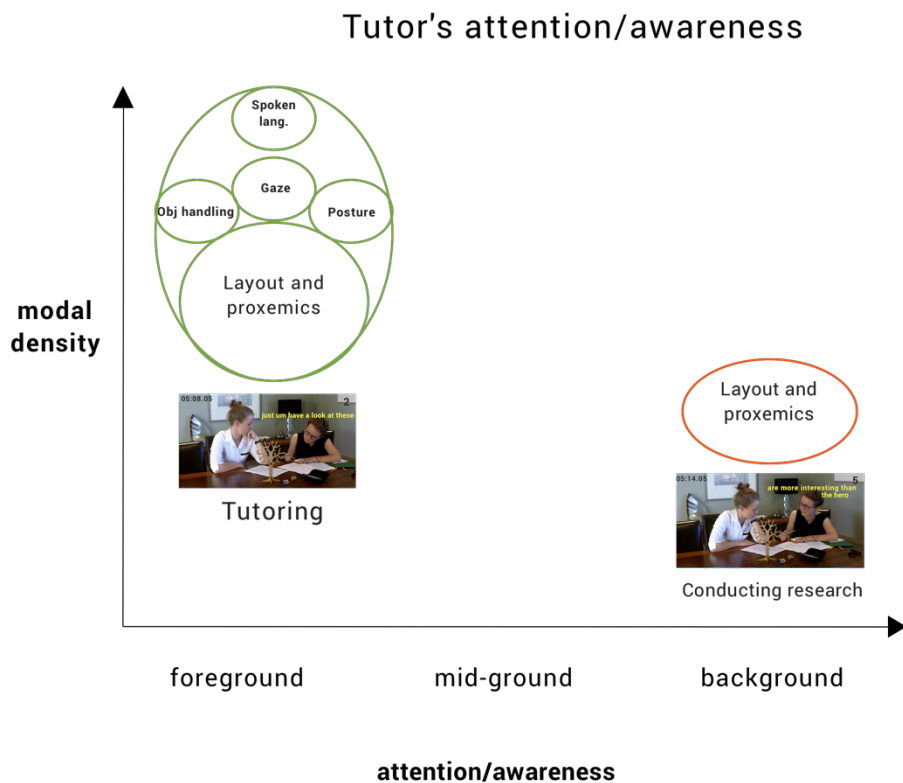 Tutor's attention/awareness
Spoken
lang.
Gaze
Obj handling
Posture
Layout and
proxemics
modal
density
Layout and
proxemics
05:08.05
2
just um have a look at these
Tutoring
05:14.05
5
are more interesting than
the hero
Conducting research
foreground
mid-ground
background
attention/awareness